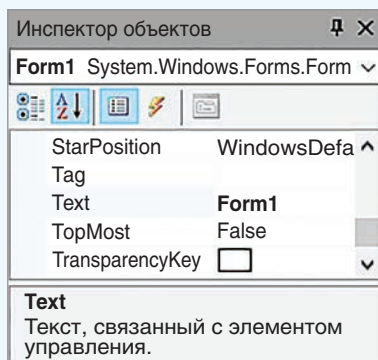 Инспектор объектов
Form1 System.Windows.Forms.Form
StarPosition WindowsDefa
Tag
Text Form1
TopMost False
TransparencyKey
Text
Текст, связанный с элементом
управления.